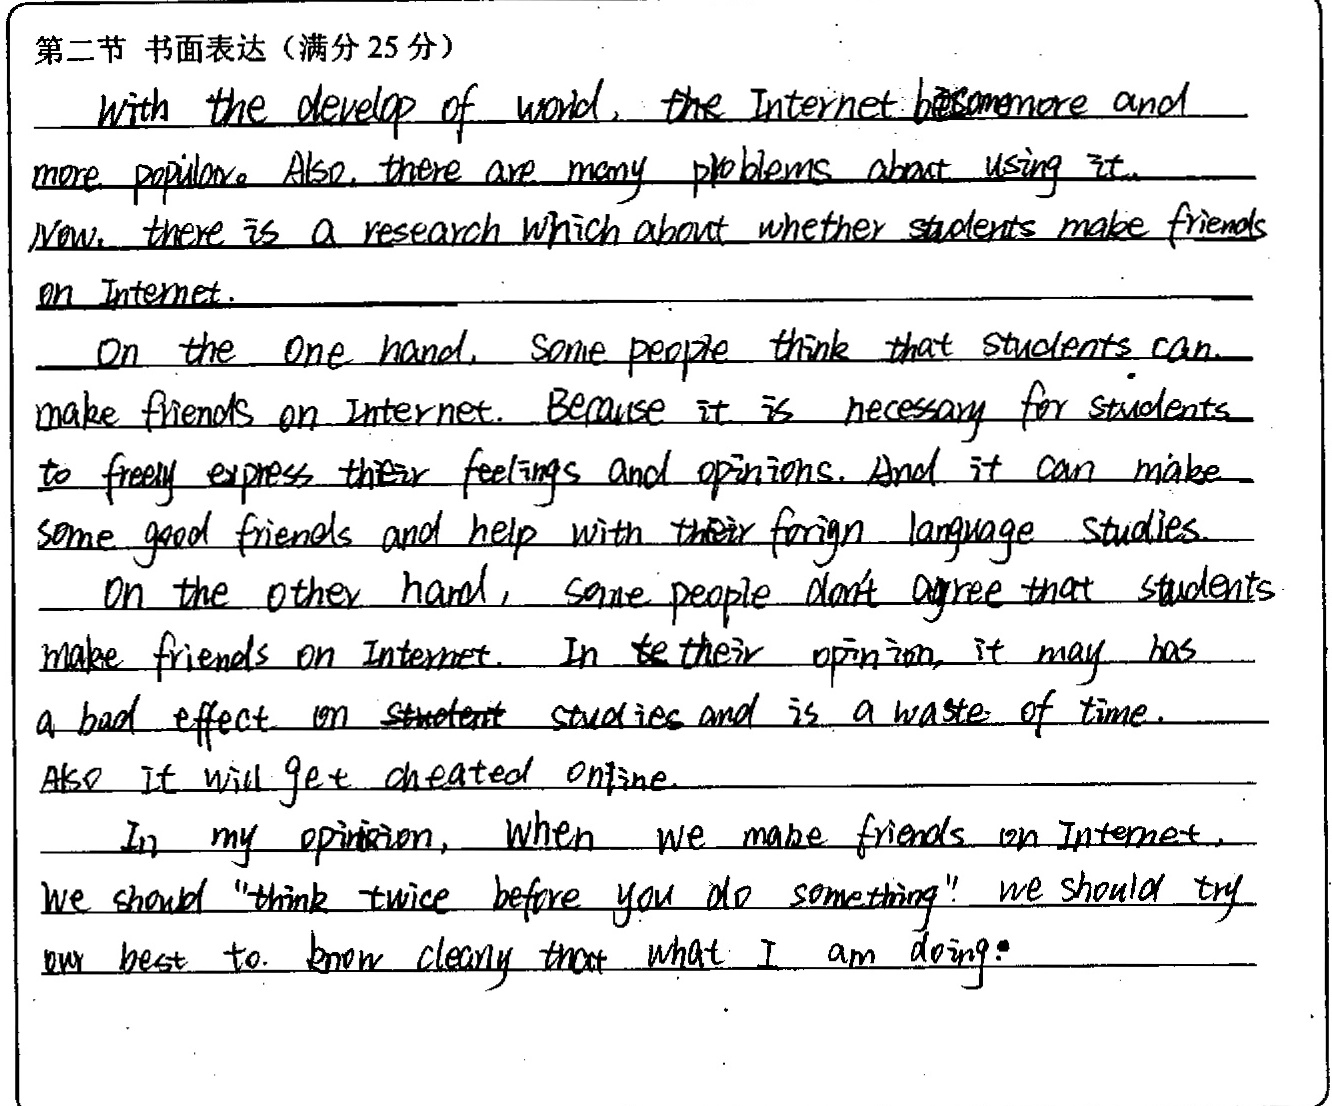 第二节 书面表达（满分 25 分）
With the develop of world, the Internet become more and
more popular. Also, there are many problems about using it.
Now, there is a research which about whether students make friends
on Internet.
On the one hand, some people think that students can
make friends on Internet. Because it is necessary for students
to freely express their feelings and opinions. And it can make
some good friends and help with their forign language studies.
On the other hand, some people don't agree that students
make friends on Internet. In their opinion, it may has
a bad effect on studies and is a waste of time.
Also it will get cheated online.
In my opinion, when we make friends on Internet,
we should "think twice before you do something". we should try
our best to know clearly that what I am doing.